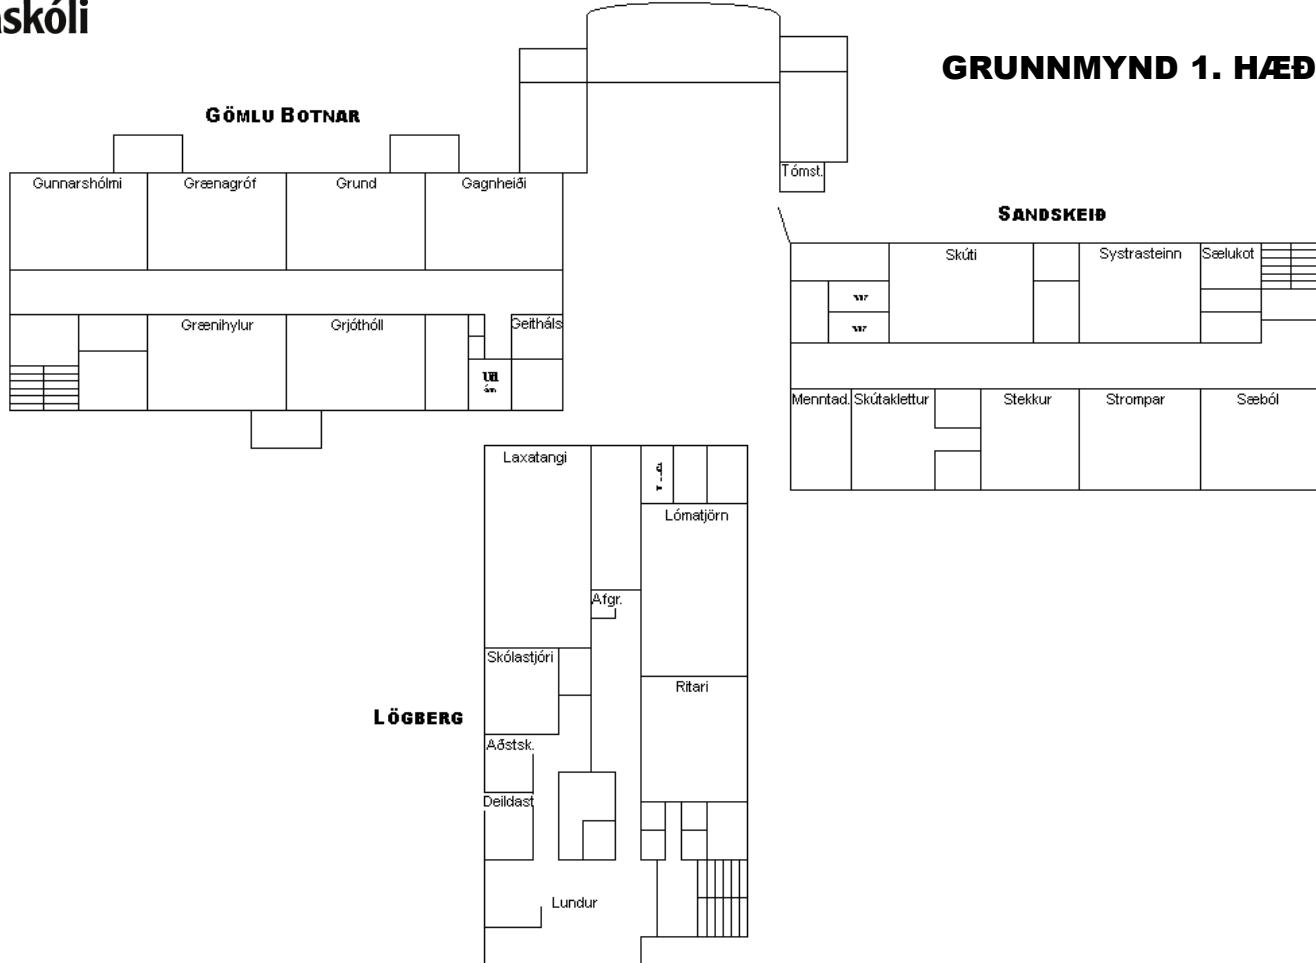 skóli
GRUNNMYND 1. HÆÐ
GÖMLU BOTNAR
Gunnarshólmi
Grænagróf
Grund
Gagnheiði
Tómst.
SANDSKEIÐ
Skúti
Systrasteinn
Sælukot
Grænihylur
Grjóthóll
Geitháls
Menntad.
Skútaklettur
Stekkur
Strompar
Sæból
Laxatangi
Lómatjörn
Afgr.
Skólastjóri
Ritari
LÖGBERG
Aðstsk.
Deildast
Lundur